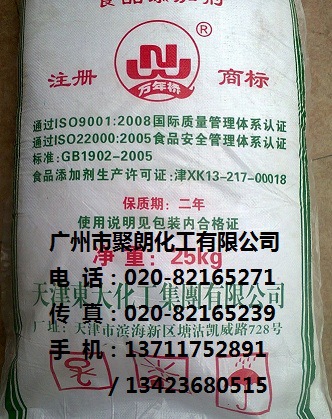 食品添加剂
®
注册 商标
万年桥
通过ISO9001:2008国际质量管理体系认证
通过ISO22000:2005食品安全管理体系认证
标准:GB1902-2005
食品添加剂生产许可证:津XK13-217-00018
保质期:二年
使用说明见包装内合格证
广州市聚朗化工有限公司
净重:25kg
电话:020-82165271
天津東大化工集團有限公司
传真:020-82165239
厂址:天津市滨海新区塘沽凯威路728号
手机:13711752891
/ 13423680515